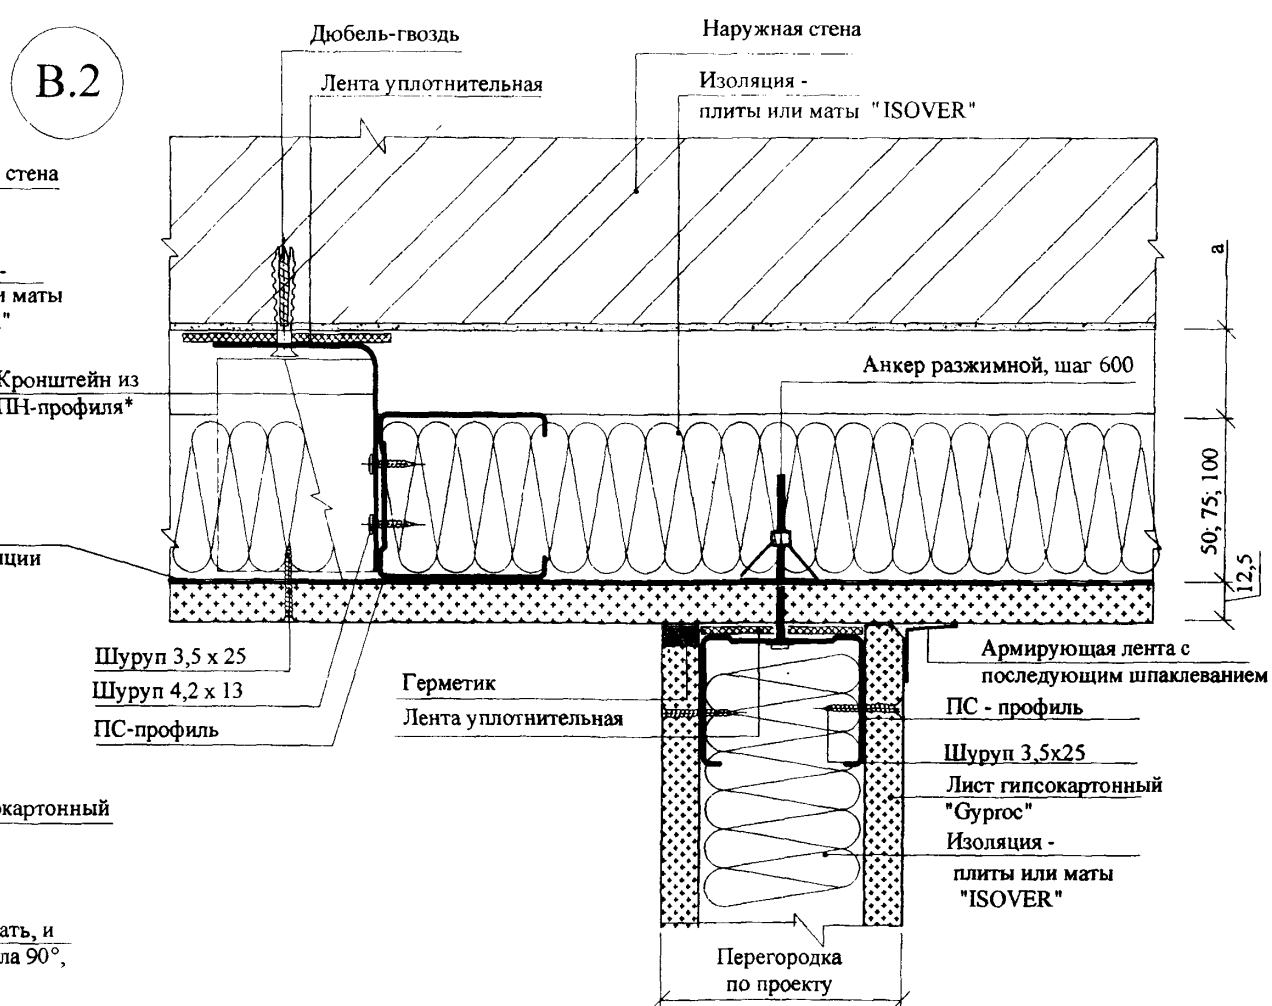 В.2
Дюбель-гвоздь
Лента уплотнительная
Наружная стена
Изоляция -
плиты или маты "ISOVER"
стена
-
маты
"
а
Кронштейн из
ПН-профиля*
Анкер разжимной, шаг 600
50; 75; 100
12,5
Шуруп 3,5 х 25
Шуруп 4,2 х 13
ПС-профиль
Герметик
Лента уплотнительная
Армирующая лента с
последующим шпаклеванием
ПС - профиль
Шуруп 3,5х25
Лист гипсокартонный
"Gyproc"
Изоляция -
плиты или маты
"ISOVER"
окартонный
ать, и
ла 90°,
Перегородка
по проекту